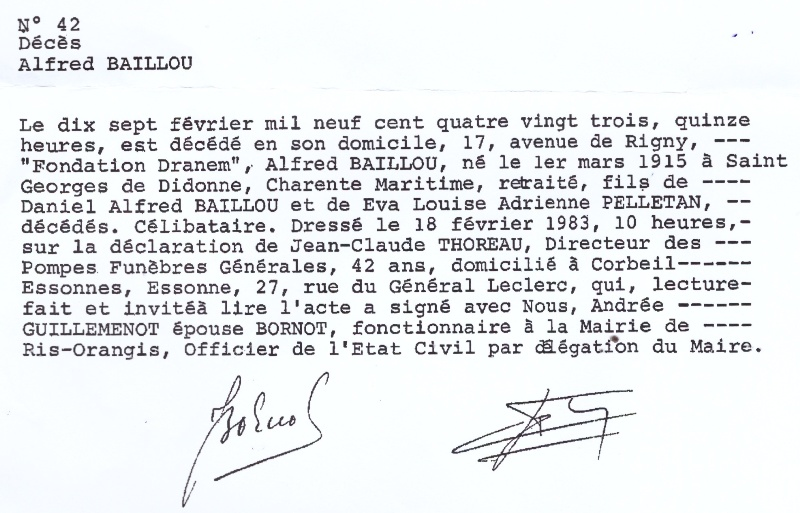 N° 42
Décès
Alfred BAILLOU
Le dix sept février mil neuf cent quatre vingt trois, quinze
heures, est décédé en son domicile, 17, avenue de Rigny, ---
"Fondation Dranem", Alfred BAILLOU, né le 1er mars 1915 à Saint
Georges de Didonne, Charente Maritime, retraité, fils de ----
Daniel Alfred BAILLOU et de Eva Louise Adrienne PELLETAN, --
décédés. Célibataire. Dressé le 18 février 1983, 10 heures,-
sur la déclaration de Jean-Claude THOREAU, Directeur des ---
Pompes Funèbres Générales, 42 ans, domicilié à Corbeil------
Essonnes, Essonne, 27, rue du Général Leclerc, qui, lecture-
fait et invitéà lire l'acte a signé avec Nous, Andrée ------
GUILLEMENOT épouse BORNOT, fonctionnaire à la Mairie de ----
Ris-Orangis, Officier de l'Etat Civil par délégation du Maire.